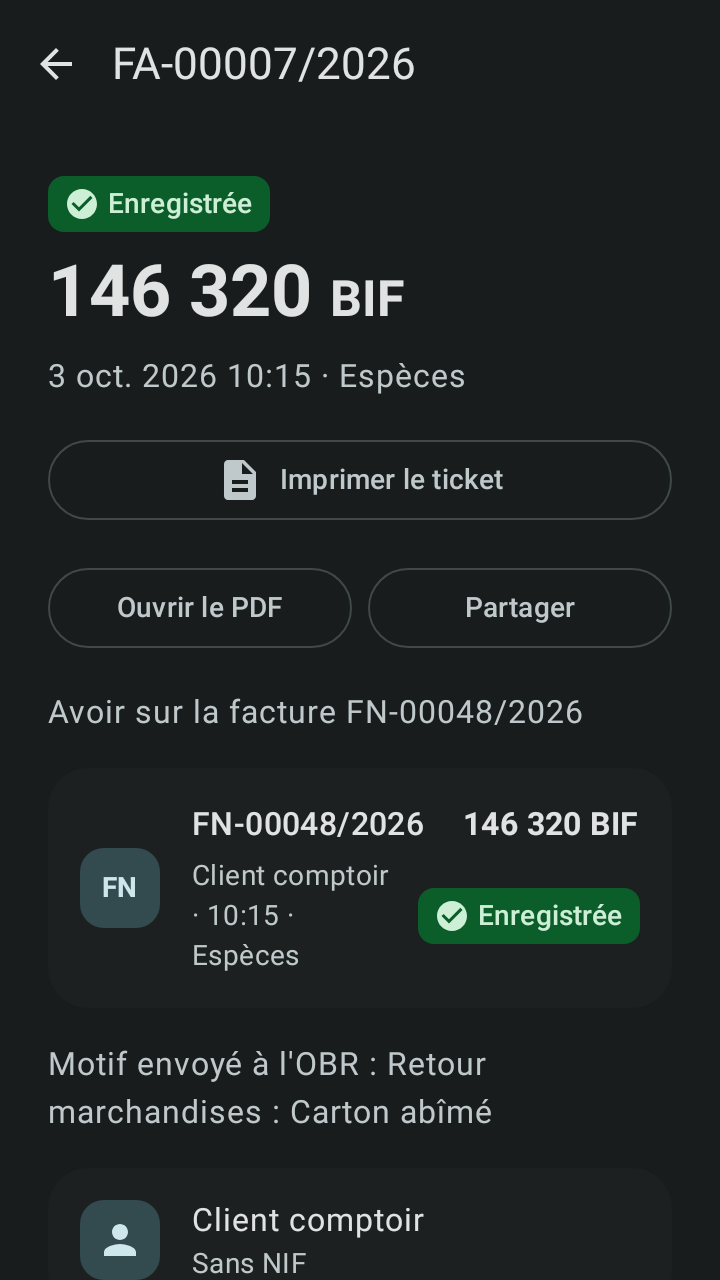 FA-00007/2026
Enregistrée
146 320 BIF
3 oct. 2026 10:15 · Espèces
Imprimer le ticket
Ouvrir le PDF
Partager
Avoir sur la facture FN-00048/2026
FN
FN-00048/2026
146 320 BIF
Client comptoir
· 10:15 ·
Espèces
Enregistrée
Motif envoyé à l'OBR : Retour
marchandises : Carton abîmé
Client comptoir
Sans NIF